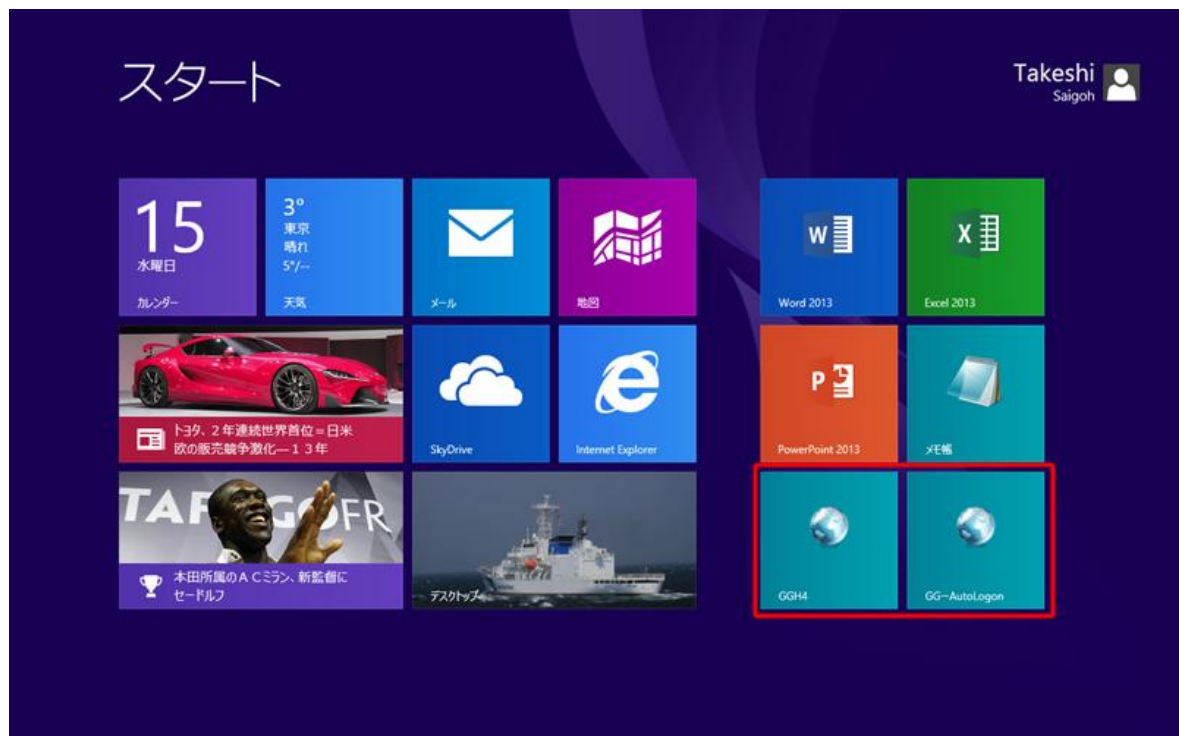 スタート
Takeshi
Saigoh
15
水曜日
カレンダー
3°
東京
晴れ
5°/--
天気
メール
地図
Word 2013
Excel 2013
トヨタ、2年連続世界首位=日米
欧の販売競争激化―13年
SkyDrive
Internet Explorer
PowerPoint 2013
メモ帳
本田所属のACミラン、新監督に
セードルフ
デスクトップ
GGH4
GG-AutoLogon